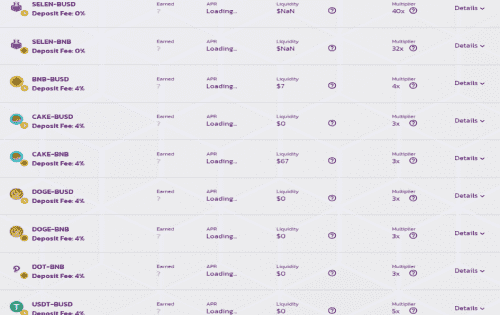 SELEN-BUSD
Deposit Fee: 0%
Earned
?
APR
Loading...
Liquidity
$NaN
Multiplier
40x
Details
SELEN-BNB
Deposit Fee: 0%
Earned
?
APR
Loading...
Liquidity
$NaN
Multiplier
32x
Details
BNB-BUSD
Deposit Fee: 4%
Earned
?
APR
Loading...
Liquidity
$7
Multiplier
4x
Details
CAKE-BUSD
Deposit Fee: 4%
Earned
?
APR
Loading...
Liquidity
$0
Multiplier
3x
Details
CAKE-BNB
Deposit Fee: 4%
Earned
?
APR
Loading...
Liquidity
$67
Multiplier
3x
Details
DOGE-BUSD
Deposit Fee: 4%
Earned
?
APR
Loading...
Liquidity
$0
Multiplier
3x
Details
DOGE-BNB
Deposit Fee: 4%
Earned
?
APR
Loading...
Liquidity
$0
Multiplier
3x
Details
DOT-BNB
Deposit Fee: 4%
Earned
?
APR
Loading...
Liquidity
$0
Multiplier
3x
Details
USDT-BUSD
Deposit Fee: 4%
Earned
?
APR
Loading...
Liquidity
$0
Multiplier
5x
Details